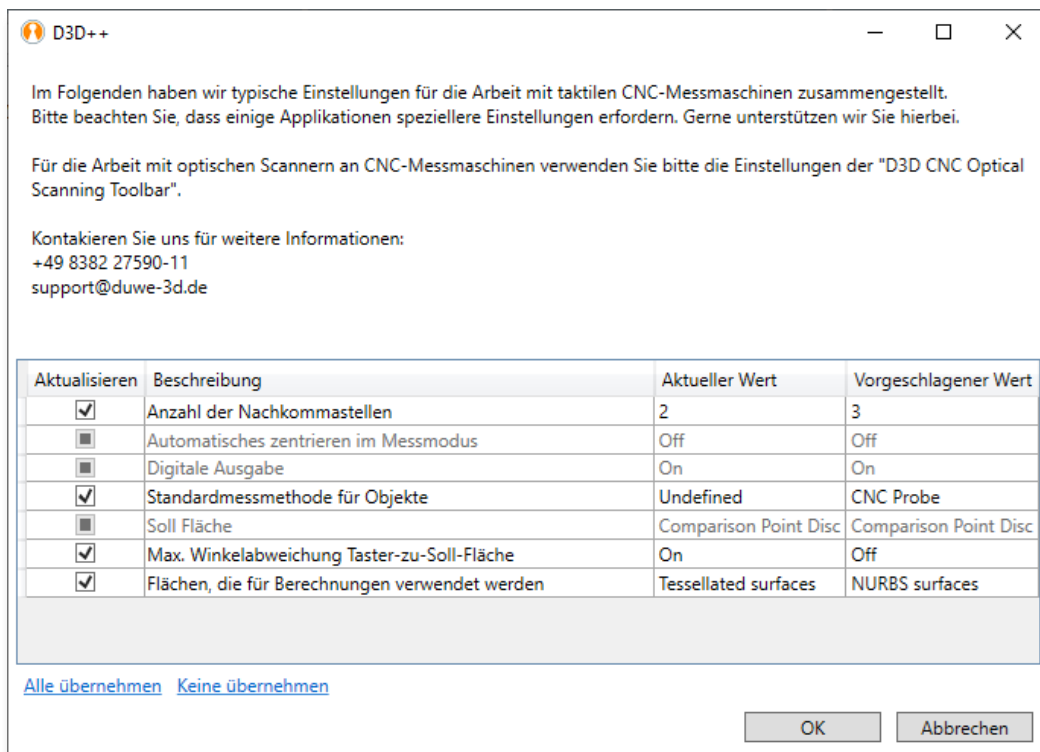 D3D++
Im Folgenden haben wir typische Einstellungen für die Arbeit mit taktilen CNC-Messmaschinen zusammengestellt.
Bitte beachten Sie, dass einige Applikationen speziellere Einstellungen erfordern. Gerne unterstützen wir Sie hierbei.
Für die Arbeit mit optischen Scannern an CNC-Messmaschinen verwenden Sie bitte die Einstellungen der "D3D CNC Optical
Scanning Toolbar".
Kontakieren Sie uns für weitere Informationen:
+49 8382 27590-11
support@duwe-3d.de
Aktualisieren Beschreibung Aktueller Wert Vorgeschlagener Wert
Anzahl der Nachkommastellen 2 3
Automatisches zentrieren im Messmodus Off Off
Digitale Ausgabe On On
Standardmessmethode für Objekte Undefined CNC Probe
Soll Fläche Comparison Point Disc Comparison Point Disc
Max. Winkelabweichung Taster-zu-Soll-Fläche On Off
Flächen, die für Berechnungen verwendet werden Tessellated surfaces NURBS surfaces
Alle übernehmen Keine übernehmen
OK Abbrechen